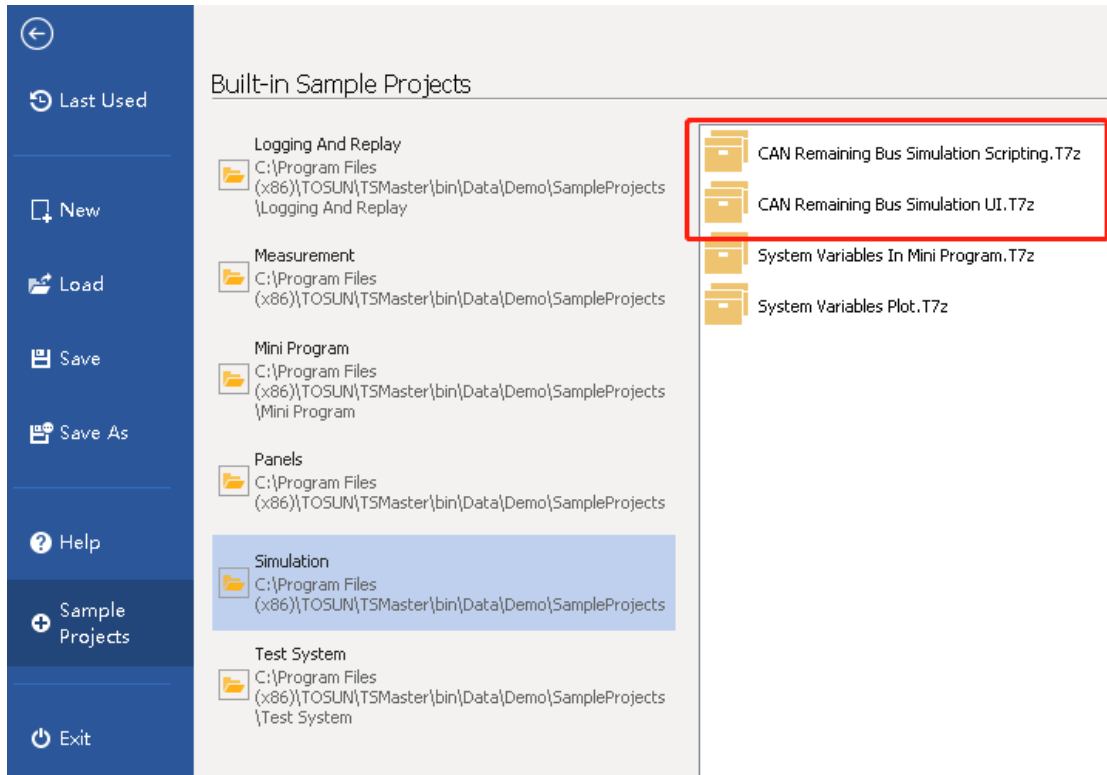 Last Used
New
Load
Save
Save As
Help
Sample
Projects
Exit
Built-in Sample Projects
Logging And Replay
C:\Program Files
(x86)\TOSUN\TSMaster\bin\Data\Demo\SampleProjects
\Logging And Replay
Measurement
C:\Program Files
(x86)\TOSUN\TSMaster\bin\Data\Demo\SampleProjects
Mini Program
C:\Program Files
(x86)\TOSUN\TSMaster\bin\Data\Demo\SampleProjects
\Mini Program
Panels
C:\Program Files
(x86)\TOSUN\TSMaster\bin\Data\Demo\SampleProjects
Simulation
C:\Program Files
(x86)\TOSUN\TSMaster\bin\Data\Demo\SampleProjects
Test System
C:\Program Files
(x86)\TOSUN\TSMaster\bin\Data\Demo\SampleProjects
\Test System
CAN Remaining Bus Simulation Scripting.T7z
CAN Remaining Bus Simulation UI.T7z
System Variables In Mini Program.T7z
System Variables Plot.T7z